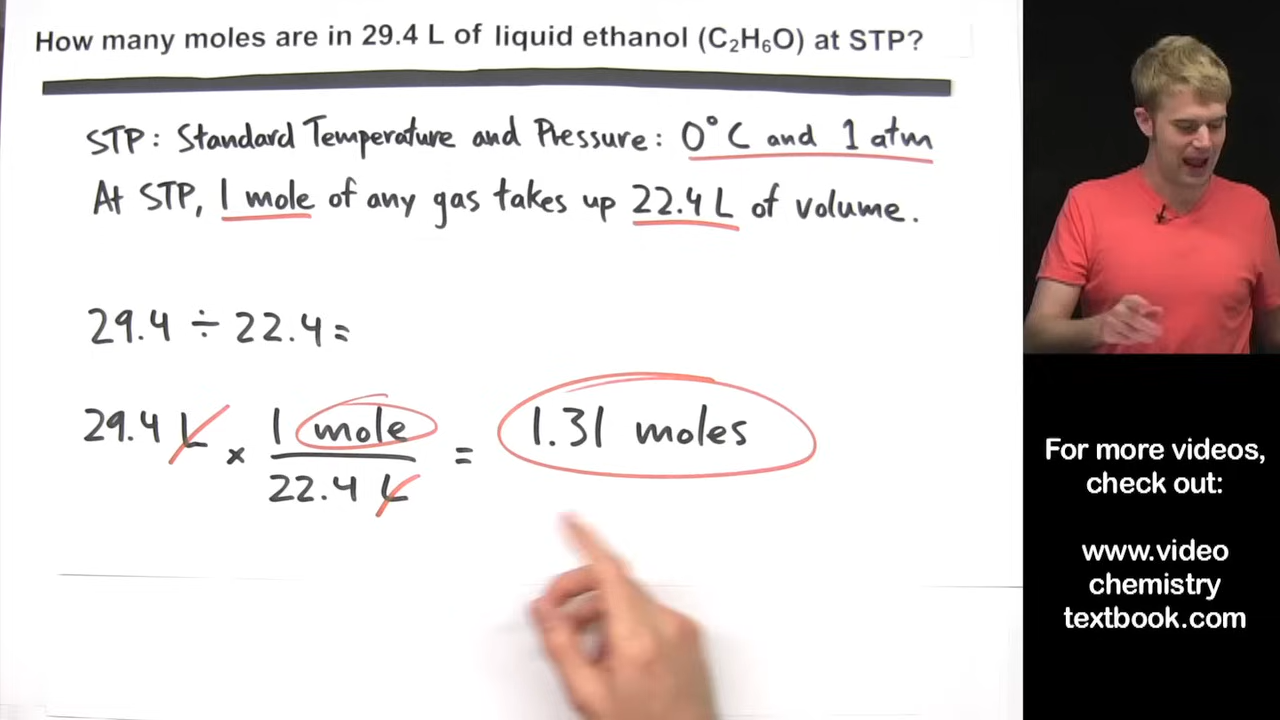 How many moles are in 29.4 L of liquid ethanol (C₂H₆O) at STP?
STP: Standard Temperature and Pressure: 0°C and 1 atm
At STP, 1 mole of any gas takes up 22.4 L of volume.
29.4 ÷ 22.4 =
29.4 L × 1 mole / 22.4 L = 1.31 moles
For more videos,
check out:
www.video
chemistry
textbook.com